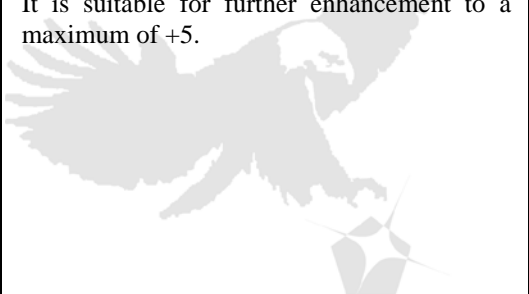 It is suitable for further enhancement to a
maximum of +5.